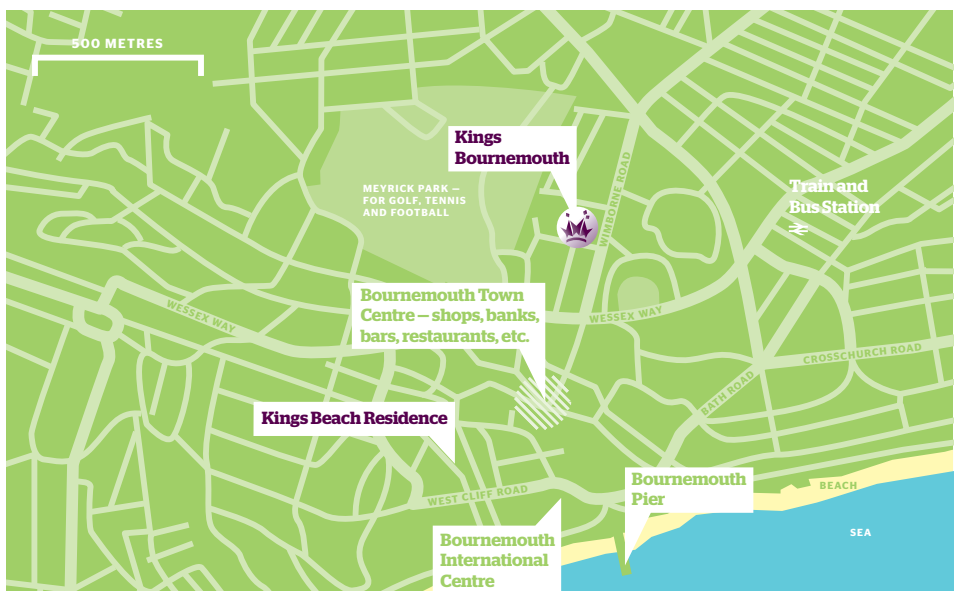 500 METRES
Kings
Bournemouth
MEYRICK PARK —
FOR GOLF, TENNIS
AND FOOTBALL
WIMBORNE ROAD
Train and
Bus Station
Bournemouth Town
Centre — shops, banks,
bars, restaurants, etc.
WESSEX WAY
WESSEX WAY
CROSSCHURCH ROAD
BATH ROAD
Kings Beach Residence
WEST CLIFF ROAD
Bournemouth
Pier
BEACH
SEA
Bournemouth
International
Centre